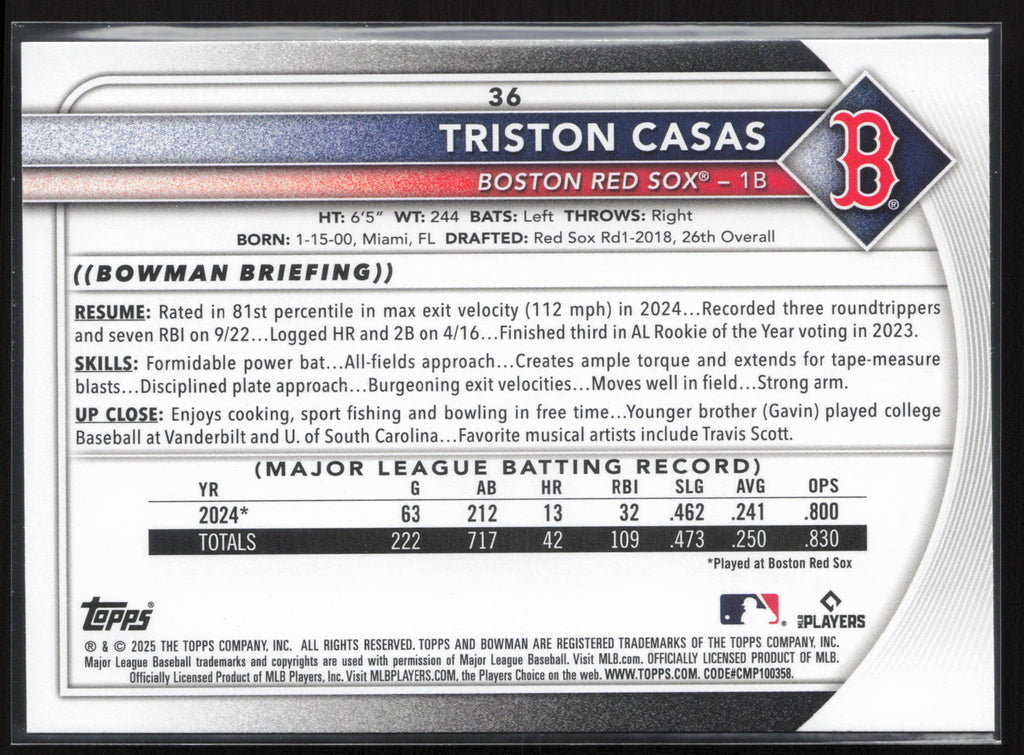 36
TRISTON CASAS
B®
BOSTON RED SOX® – 1B
HT: 6'5" WT: 244 BATS: Left THROWS: Right
BORN: 1-15-00, Miami, FL DRAFTED: Red Sox Rd1-2018, 26th Overall
((BOWMAN BRIEFING))
RESUME: Rated in 81st percentile in max exit velocity (112 mph) in 2024...Recorded three roundtrippers
and seven RBI on 9/22...Logged HR and 2B on 4/16...Finished third in AL Rookie of the Year voting in 2023.
SKILLS: Formidable power bat...All-fields approach...Creates ample torque and extends for tape-measure
blasts...Disciplined plate approach...Burgeoning exit velocities...Moves well in field...Strong arm.
UP CLOSE: Enjoys cooking, sport fishing and bowling in free time...Younger brother (Gavin) played college
Baseball at Vanderbilt and U. of South Carolina...Favorite musical artists include Travis Scott.
(MAJOR LEAGUE BATTING RECORD)
YR G AB HR RBI SLG AVG OPS
2024* 63 212 13 32 .462 .241 .800
TOTALS 222 717 42 109 .473 .250 .830
*Played at Boston Red Sox
Topps® ® MLB PLAYERS
® & © 2025 THE TOPPS COMPANY, INC. ALL RIGHTS RESERVED. TOPPS AND BOWMAN ARE REGISTERED TRADEMARKS OF THE TOPPS COMPANY, INC.
Major League Baseball trademarks and copyrights are used with permission of Major League Baseball. Visit MLB.com. OFFICIALLY LICENSED PRODUCT OF MLB.
Officially Licensed Product of MLB Players, Inc. Visit MLBPLAYERS.COM, the Players Choice on the web. WWW.TOPPS.COM. CODE#CMP100358.